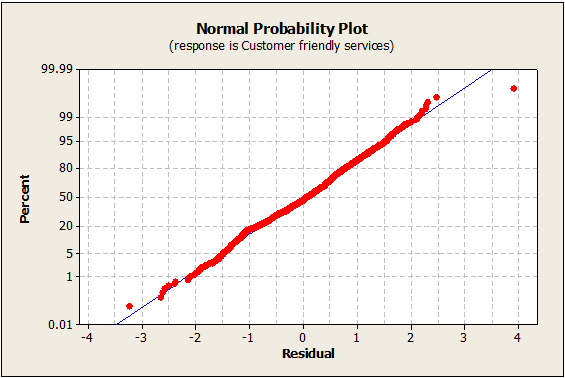 Normal Probability Plot
(response is Customer friendly services)
99.99
99
95
80
50
20
5
1
0.01
Percent
-4 -3 -2 -1 0 1 2 3 4
Residual